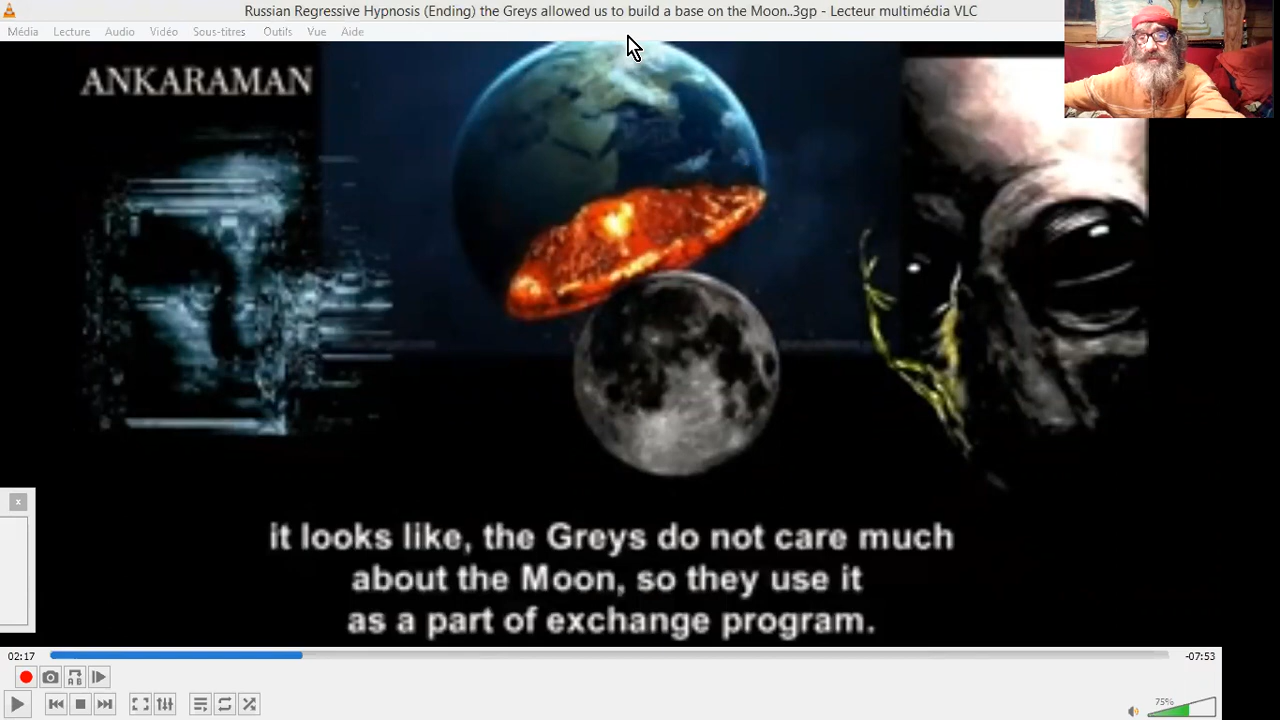 Russian Regressive Hypnosis (Ending) the Greys allowed us to build a base on the Moon..3gp - Lecteur multimédia VLC
Média Lecture Audio Vidéo Sous-titres Outils Vue Aide
ANKARAMAN
it looks like, the Greys do not care much
about the Moon, so they use it
as a part of exchange program.
02:17 -07:53
75%